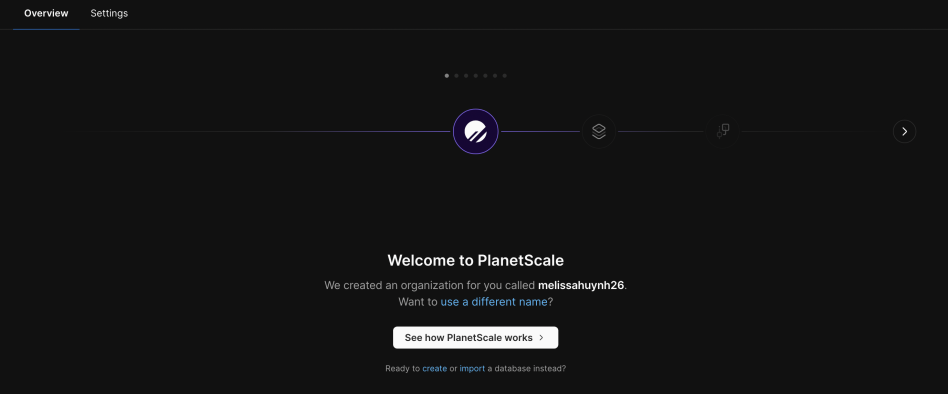 Overview Settings
Welcome to PlanetScale
We created an organization for you called melissahuynh26.
Want to use a different name?
See how PlanetScale works
Ready to create or import a database instead?